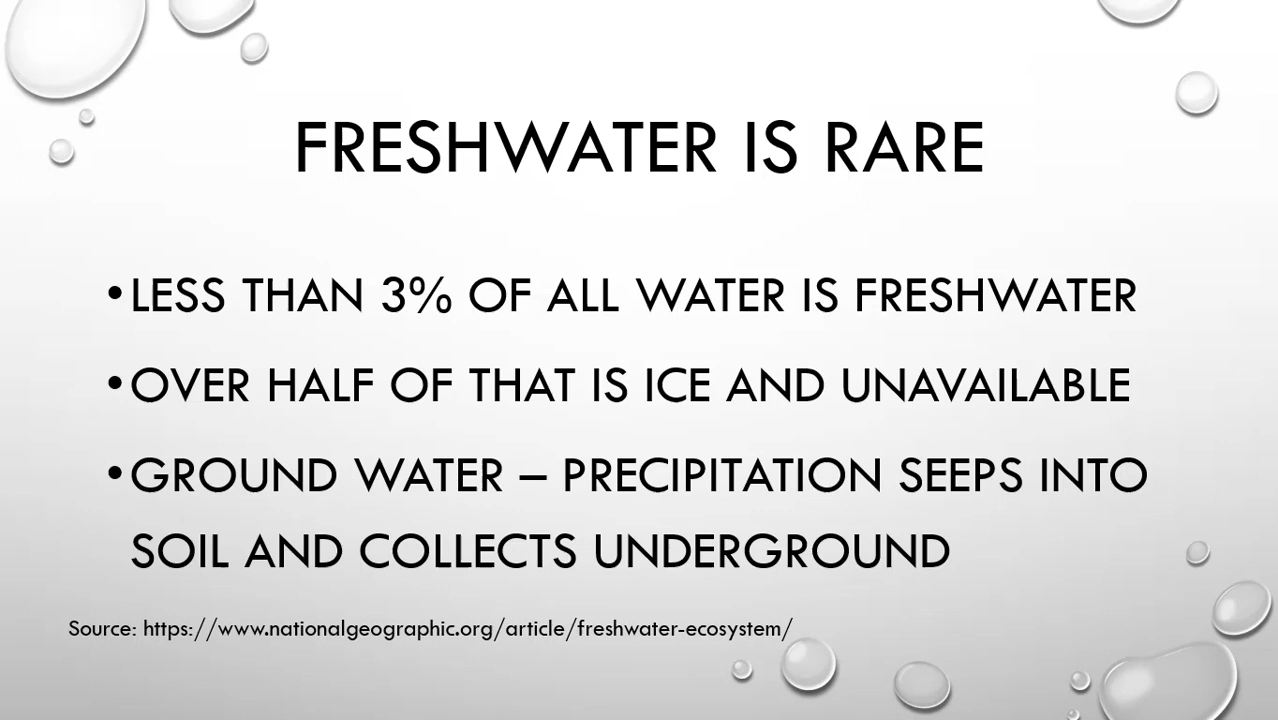 FRESHWATER IS RARE
• LESS THAN 3% OF ALL WATER IS FRESHWATER
• OVER HALF OF THAT IS ICE AND UNAVAILABLE
• GROUND WATER – PRECIPITATION SEEPS INTO
SOIL AND COLLECTS UNDERGROUND
Source: https://www.nationalgeographic.org/article/freshwater-ecosystem/